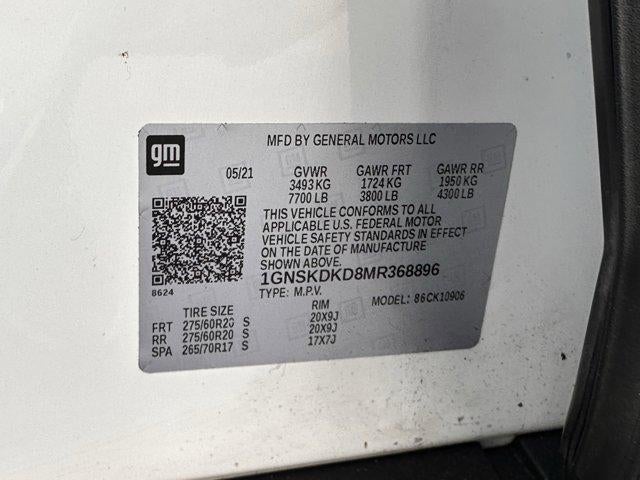 gm
MFD BY GENERAL MOTORS LLC
05/21 GVWR GAWR FRT GAWR RR
3493 KG 1724 KG 1950 KG
7700 LB 3800 LB 4300 LB
THIS VEHICLE CONFORMS TO ALL
APPLICABLE U.S. FEDERAL MOTOR
VEHICLE SAFETY STANDARDS IN EFFECT
ON THE DATE OF MANUFACTURE
SHOWN ABOVE.
8624
1GNSKDKD8MR368896
TYPE: M.P.V. MODEL: 86CK10906
TIRE SIZE RIM
FRT 275/60R20 S 20X9J
RR 275/60R20 S 20X9J
SPA 265/70R17 S 17X7J